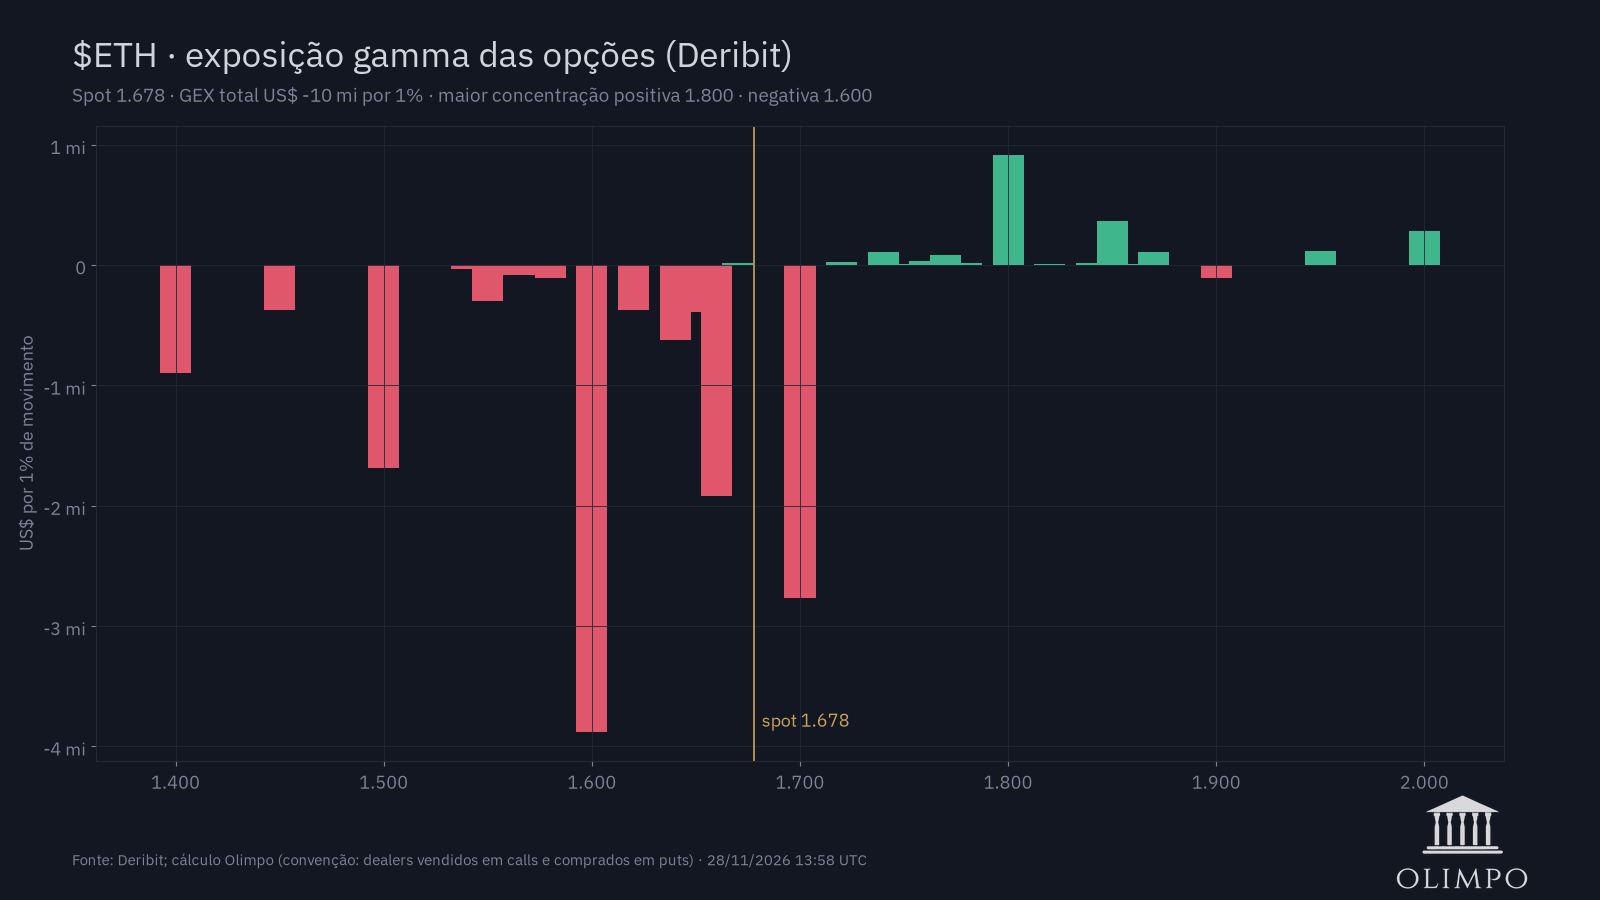 $ETH · exposição gamma das opções (Deribit)
Spot 1.678 · GEX total US$ -10 mi por 1% · maior concentração positiva 1.800 · negativa 1.600
US$ por 1% de movimento
1 mi
0
-1 mi
-2 mi
-3 mi
-4 mi
spot 1.678
1.400 1.500 1.600 1.700 1.800 1.900 2.000
Fonte: Deribit; cálculo Olimpo (convenção: dealers vendidos em calls e comprados em puts) · 28/11/2026 13:58 UTC
OLIMPO